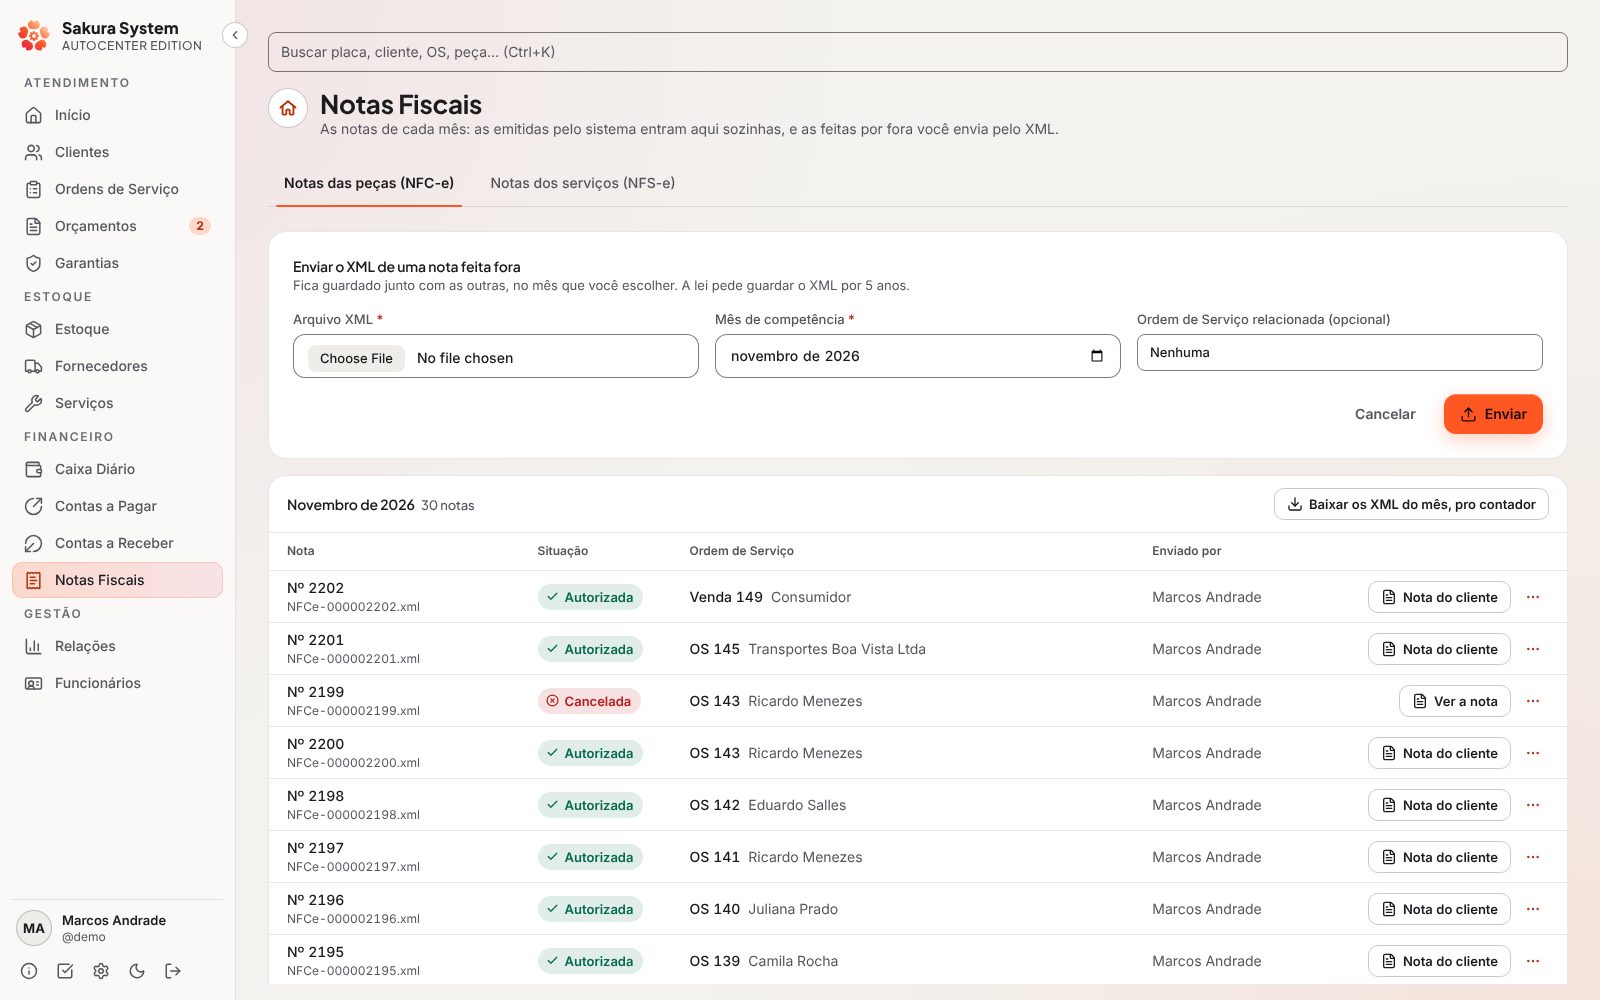 Sakura System
AUTOCENTER EDITION
ATENDIMENTO
Início
Clientes
Ordens de Serviço
Orçamentos 2
Garantias
ESTOQUE
Estoque
Fornecedores
Serviços
FINANCEIRO
Caixa Diário
Contas a Pagar
Contas a Receber
Notas Fiscais
GESTÃO
Relações
Funcionários
MA
Marcos Andrade
@demo
Buscar placa, cliente, OS, peça... (Ctrl+K)
Notas Fiscais
As notas de cada mês: as emitidas pelo sistema entram aqui sozinhas, e as feitas por fora você envia pelo XML.
Notas das peças (NFC-e) Notas dos serviços (NFS-e)
Enviar o XML de uma nota feita fora
Fica guardado junto com as outras, no mês que você escolher. A lei pede guardar o XML por 5 anos.
Arquivo XML * Mês de competência * Ordem de Serviço relacionada (opcional)
Choose File No file chosen novembro de 2026 Nenhuma
Cancelar Enviar
Novembro de 2026 30 notas Baixar os XML do mês, pro contador
Nota Situação Ordem de Serviço Enviado por
Nº 2202
NFCe-000002202.xml
Autorizada Venda 149 Consumidor Marcos Andrade Nota do cliente ...
Nº 2201
NFCe-000002201.xml
Autorizada OS 145 Transportes Boa Vista Ltda Marcos Andrade Nota do cliente ...
Nº 2199
NFCe-000002199.xml
Cancelada OS 143 Ricardo Menezes Marcos Andrade Ver a nota ...
Nº 2200
NFCe-000002200.xml
Autorizada OS 143 Ricardo Menezes Marcos Andrade Nota do cliente ...
Nº 2198
NFCe-000002198.xml
Autorizada OS 142 Eduardo Salles Marcos Andrade Nota do cliente ...
Nº 2197
NFCe-000002197.xml
Autorizada OS 141 Ricardo Menezes Marcos Andrade Nota do cliente ...
Nº 2196
NFCe-000002196.xml
Autorizada OS 140 Juliana Prado Marcos Andrade Nota do cliente ...
Nº 2195
NFCe-000002195.xml
Autorizada OS 139 Camila Rocha Marcos Andrade Nota do cliente ...